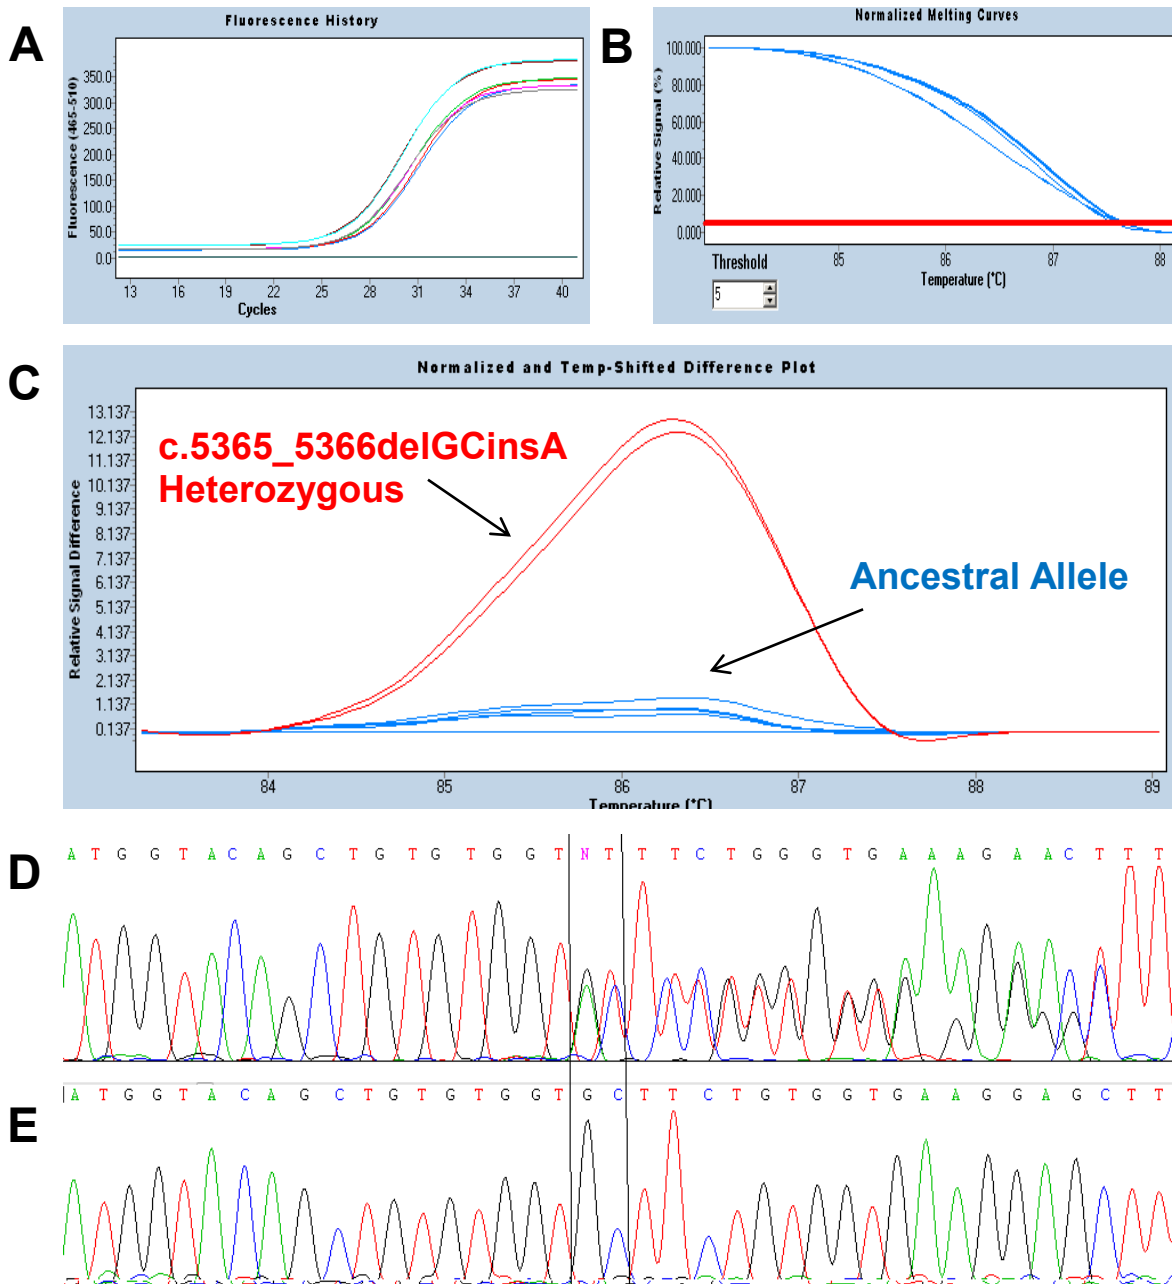 A
Fluorescence History
Fluorescence (465-510)
350.0
300.0
250.0
200.0
150.0
100.0
50.0
0.0
13 16 19 22 25 28 31 34 37 40
Cycles
B
Normalized Melting Curves
Relative Signal (%)
100.000
80.000
60.000
40.000
20.000
0.000
85 86 87 88
Temperature (°C)
Threshold
5
C
Normalized and Temp-Shifted Difference Plot
Relative Signal Difference
13.137
12.137
11.137
10.137
9.137
8.137
7.137
6.137
5.137
4.137
3.137
2.137
1.137
0.137
c.5365_5366delGCinsA
Heterozygous
Ancestral Allele
84 85 86 87 88 89
Temperature (°C)
D
A T G G T A C A G C T G T G T G G T N T T T C T G G G T G A A A G A A C T T T
E
A T G G T A C A G C T G T G T G G T G C T T C T G T G G T G A A G G A G C T T